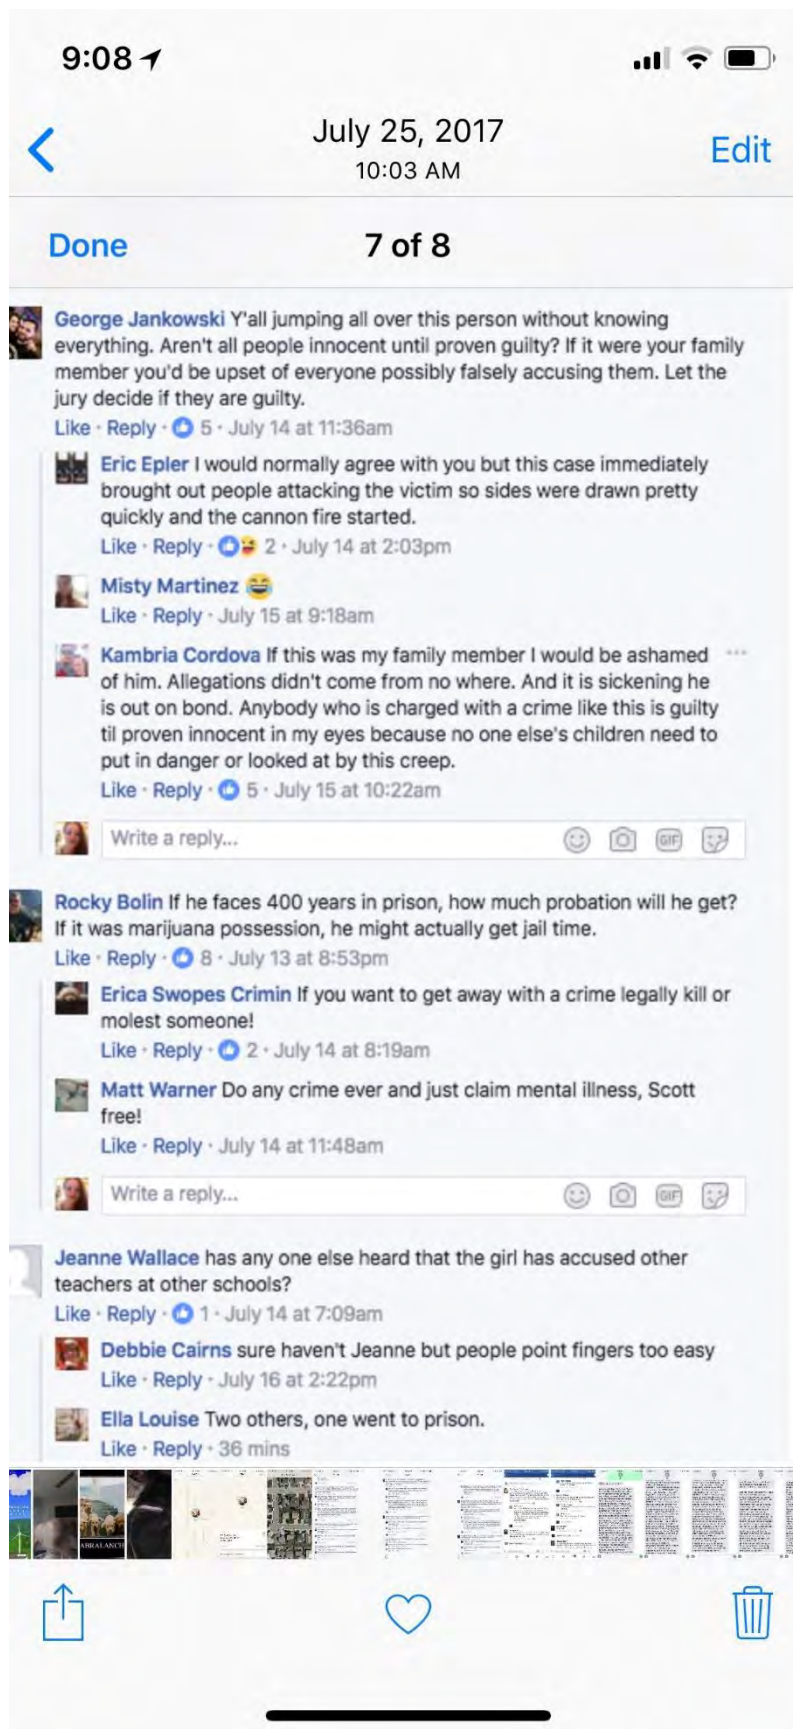 9:08
July 25, 2017
10:03 AM
Edit
Done
7 of 8
George Jankowski Y'all jumping all over this person without knowing
everything. Aren't all people innocent until proven guilty? If it were your family
member you'd be upset of everyone possibly falsely accusing them. Let the
jury decide if they are guilty.
Like · Reply · 5 · July 14 at 11:36am
Eric Epler I would normally agree with you but this case immediately
brought out people attacking the victim so sides were drawn pretty
quickly and the cannon fire started.
Like · Reply · 2 · July 14 at 2:03pm
Misty Martinez 😂
Like · Reply · July 15 at 9:18am
Kambria Cordova If this was my family member I would be ashamed
of him. Allegations didn't come from no where. And it is sickening he
is out on bond. Anybody who is charged with a crime like this is guilty
til proven innocent in my eyes because no one else's children need to
put in danger or looked at by this creep.
Like · Reply · 5 · July 15 at 10:22am
Write a reply...
GIF
Rocky Bolin If he faces 400 years in prison, how much probation will he get?
If it was marijuana possession, he might actually get jail time.
Like · Reply · 8 · July 13 at 8:53pm
Erica Swopes Crimin If you want to get away with a crime legally kill or
molest someone!
Like · Reply · 2 · July 14 at 8:19am
Matt Warner Do any crime ever and just claim mental illness, Scott
free!
Like · Reply · July 14 at 11:48am
Write a reply...
GIF
Jeanne Wallace has any one else heard that the girl has accused other
teachers at other schools?
Like · Reply · 1 · July 14 at 7:09am
Debbie Cairns sure haven't Jeanne but people point fingers too easy
Like · Reply · July 16 at 2:22pm
Ella Louise Two others, one went to prison.
Like · Reply · 36 mins